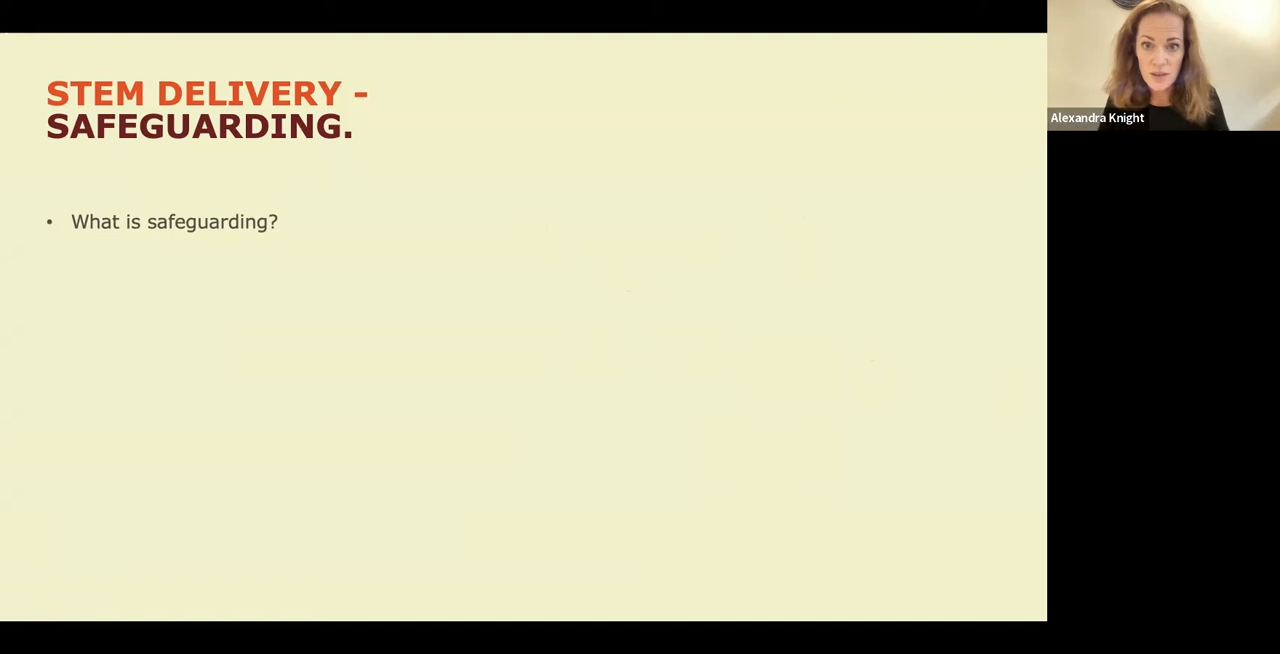 STEM DELIVERY -
SAFEGUARDING.
• What is safeguarding?
Alexandra Knight